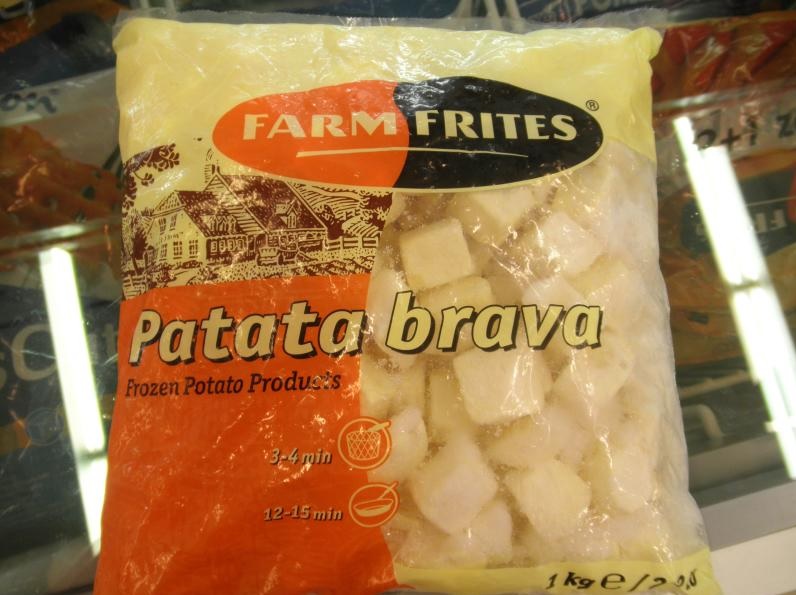 FARM FRITES ®
Patata brava
Frozen Potato Products
3-4 min
12-15 min
1 kg e /